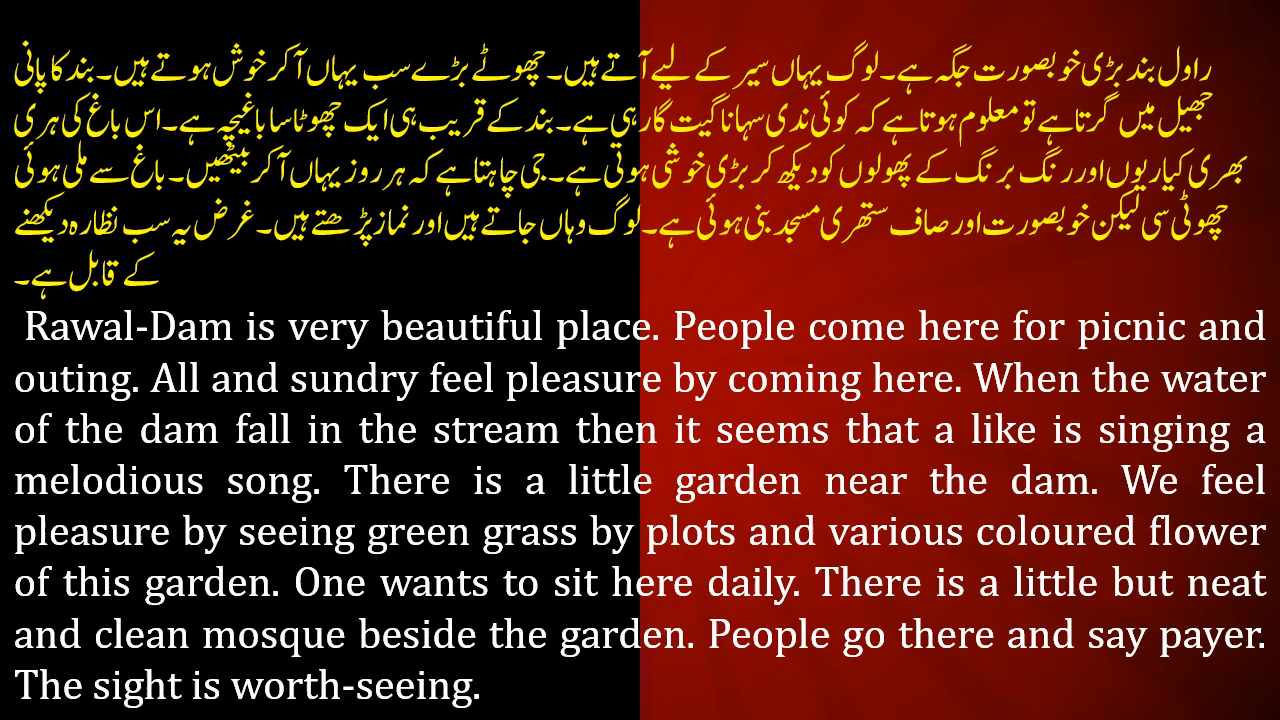 راول بند بڑی خوبصورت جگہ ہے۔ لوگ یہاں سیر کے لیے آتے ہیں۔ چھوٹے بڑے سب یہاں آ کر خوش ہوتے ہیں۔ بند کا پانی
جھیل میں گرتا ہے تو معلوم ہوتا ہے کہ کوئی ندی سہانا گیت گا رہی ہے۔ بند کے قریب ہی ایک چھوٹا سا باغیچہ ہے۔ اس باغ کی ہری
بھری کیاریوں اور رنگ برنگ کے پھولوں کو دیکھ کر بڑی خوشی ہوتی ہے۔ جی چاہتا ہے کہ ہر روز یہاں آ کر بیٹھیں۔ باغ سے ملی ہوئی
چھوٹی سی لیکن خوبصورت اور صاف ستھری مسجد بنی ہوئی ہے۔ لوگ وہاں جاتے ہیں اور نماز پڑھتے ہیں۔ غرض یہ سب نظارہ دیکھنے
کے قابل ہے۔
Rawal-Dam is very beautiful place. People come here for picnic and
outing. All and sundry feel pleasure by coming here. When the water
of the dam fall in the stream then it seems that a like is singing a
melodious song. There is a little garden near the dam. We feel
pleasure by seeing green grass by plots and various coloured flower
of this garden. One wants to sit here daily. There is a little but neat
and clean mosque beside the garden. People go there and say payer.
The sight is worth-seeing.